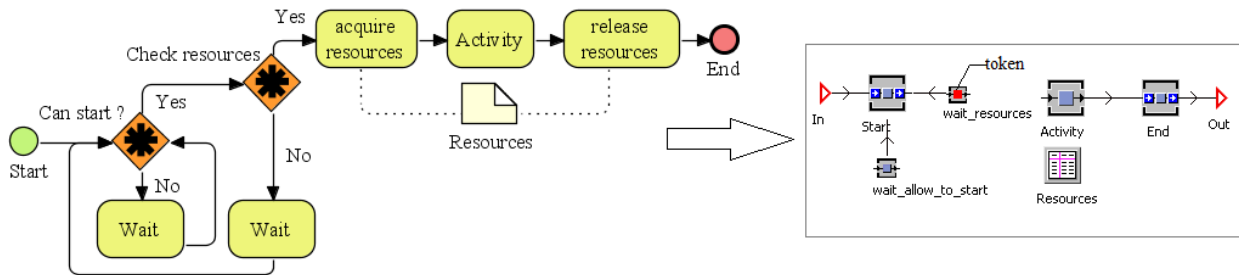 Yes
acquire
resources
Activity
release
resources
End
Check resources
Can start ?
Yes
Start
No
Wait
No
Wait
Resources
token
In
Start
wait_resources
wait_allow_to_start
Activity
End
Out
Resources